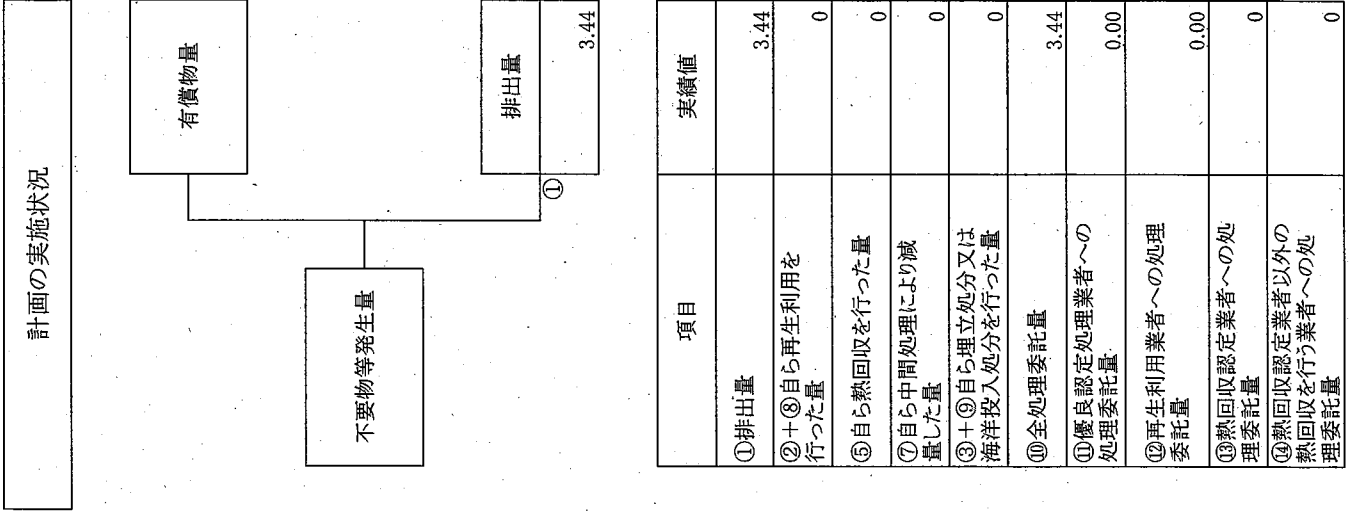 計画の実施状況
有償物量
不要物等発生量
排出量
①
3.44
項目
実績値
①排出量
3.44
②+⑧自ら再生利用を
行った量
0
⑤自ら熱回収を行った量
0
⑦自ら中間処理により減
量した量
0
③+⑨自ら埋立処分又は
海洋投入処分を行った量
0
⑩全処理委託量
3.44
⑪優良認定処理業者への
処理委託量
0.00
⑫再生利用業者への処理
委託量
0.00
⑬熱回収認定業者への処
理委託量
0
⑭熱回収認定業者以外の
熱回収を行う業者への処
理委託量
0